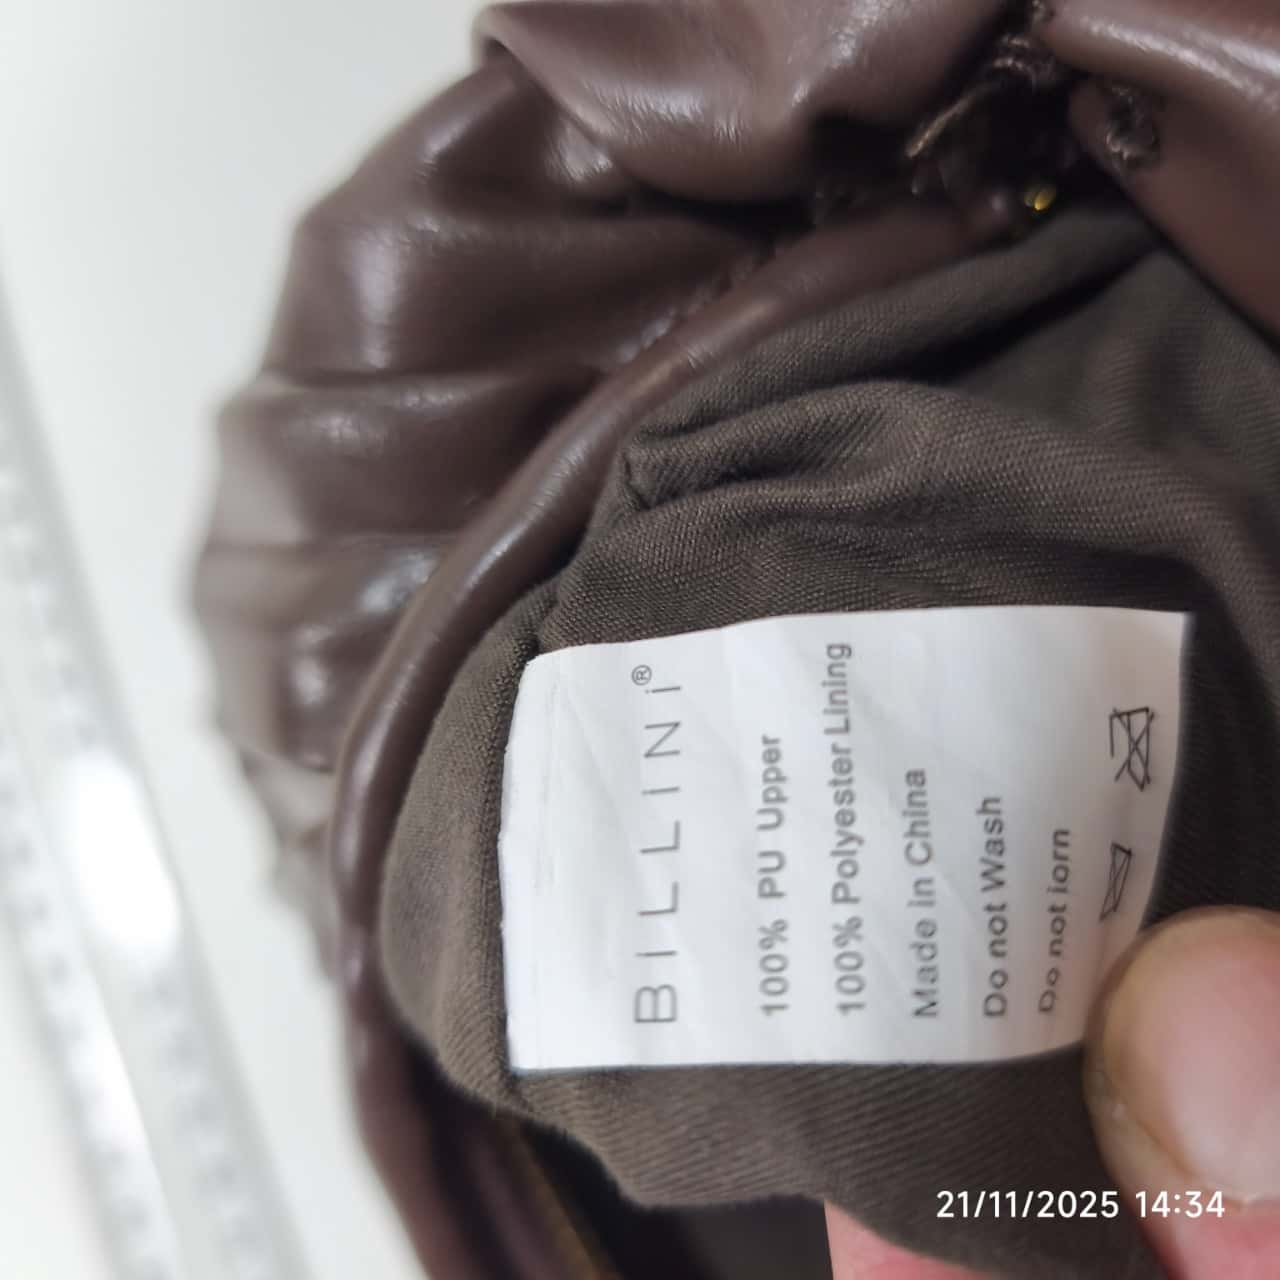 BILLiNi®
100% PU Upper
100% Polyester Lining
Made in China
Do not Wash
Do not iorn
21/11/2025 14:34